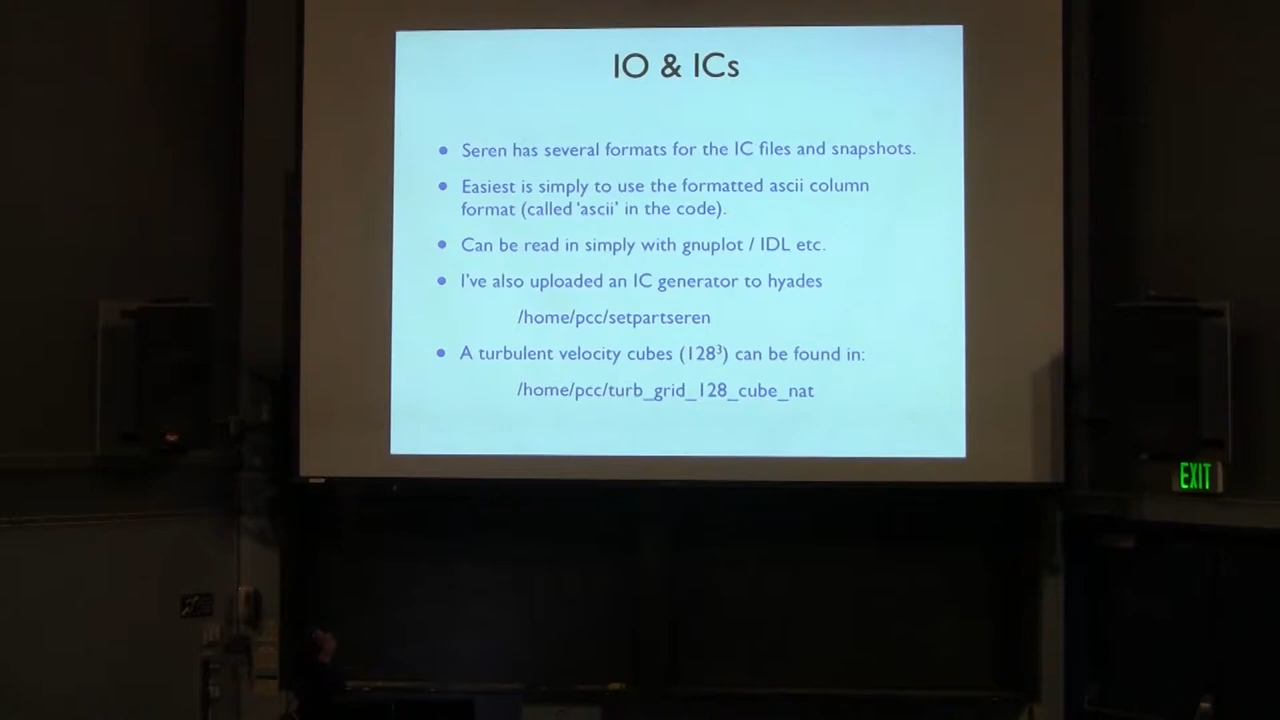 IO & ICs
• Seren has several formats for the IC files and snapshots.
• Easiest is simply to use the formatted ascii column
format (called 'ascii' in the code).
• Can be read in simply with gnuplot / IDL etc.
• I've also uploaded an IC generator to hyades
/home/pcc/setpartseren
• A turbulent velocity cubes (128³) can be found in:
/home/pcc/turb_grid_128_cube_nat
EXIT